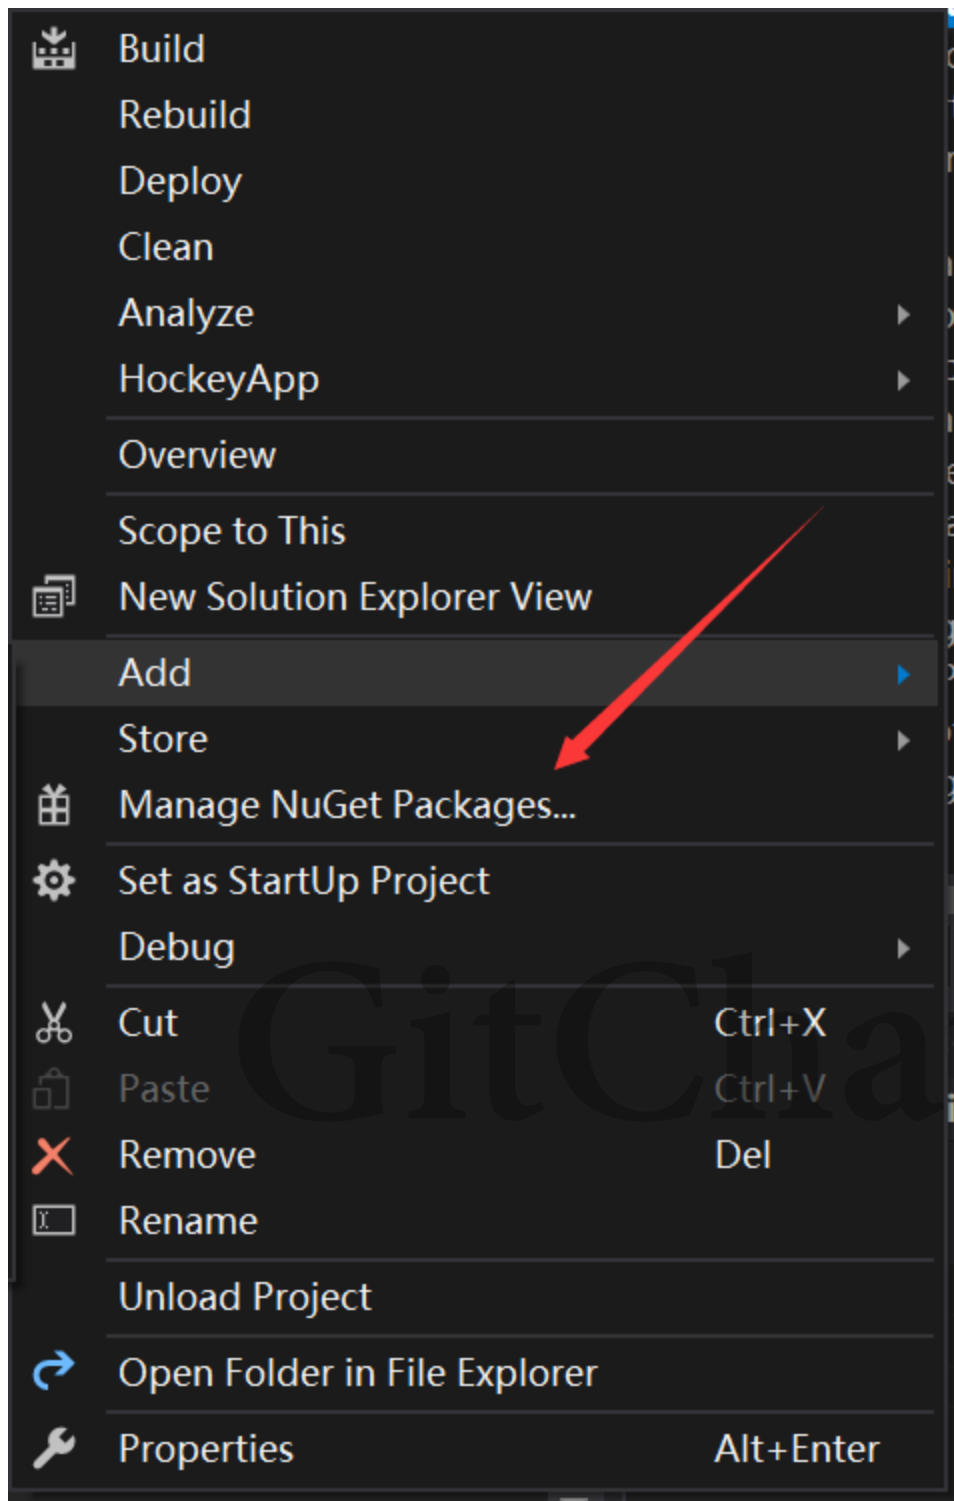 Build
Rebuild
Deploy
Clean
Analyze
HockeyApp
Overview
Scope to This
New Solution Explorer View
Add
Store
Manage NuGet Packages...
Set as StartUp Project
Debug
Cut Ctrl+X
Paste Ctrl+V
Remove Del
Rename
Unload Project
Open Folder in File Explorer
Properties Alt+Enter
GitCha